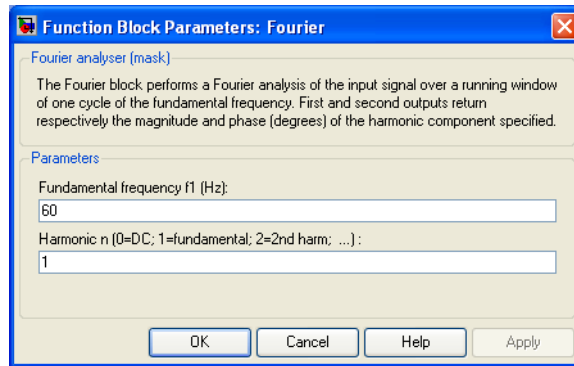 Function Block Parameters: Fourier
Fourier analyser (mask)
The Fourier block performs a Fourier analysis of the input signal over a running window
of one cycle of the fundamental frequency. First and second outputs return
respectively the magnitude and phase (degrees) of the harmonic component specified.
Parameters
Fundamental frequency f1 (Hz):
60
Harmonic n (0=DC; 1=fundamental; 2=2nd harm; ...) :
1
OK Cancel Help Apply